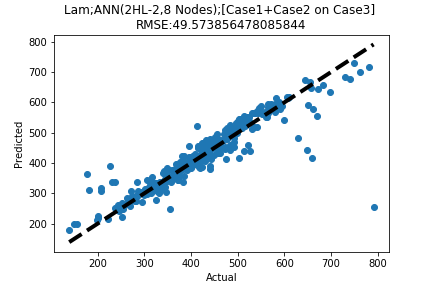 Lam;ANN(2HL-2,8 Nodes);[Case1+Case2 on Case3]
RMSE:49.573856478085844
800
700
600
500
400
300
200
Predicted
200 300 400 500 600 700 800
Actual